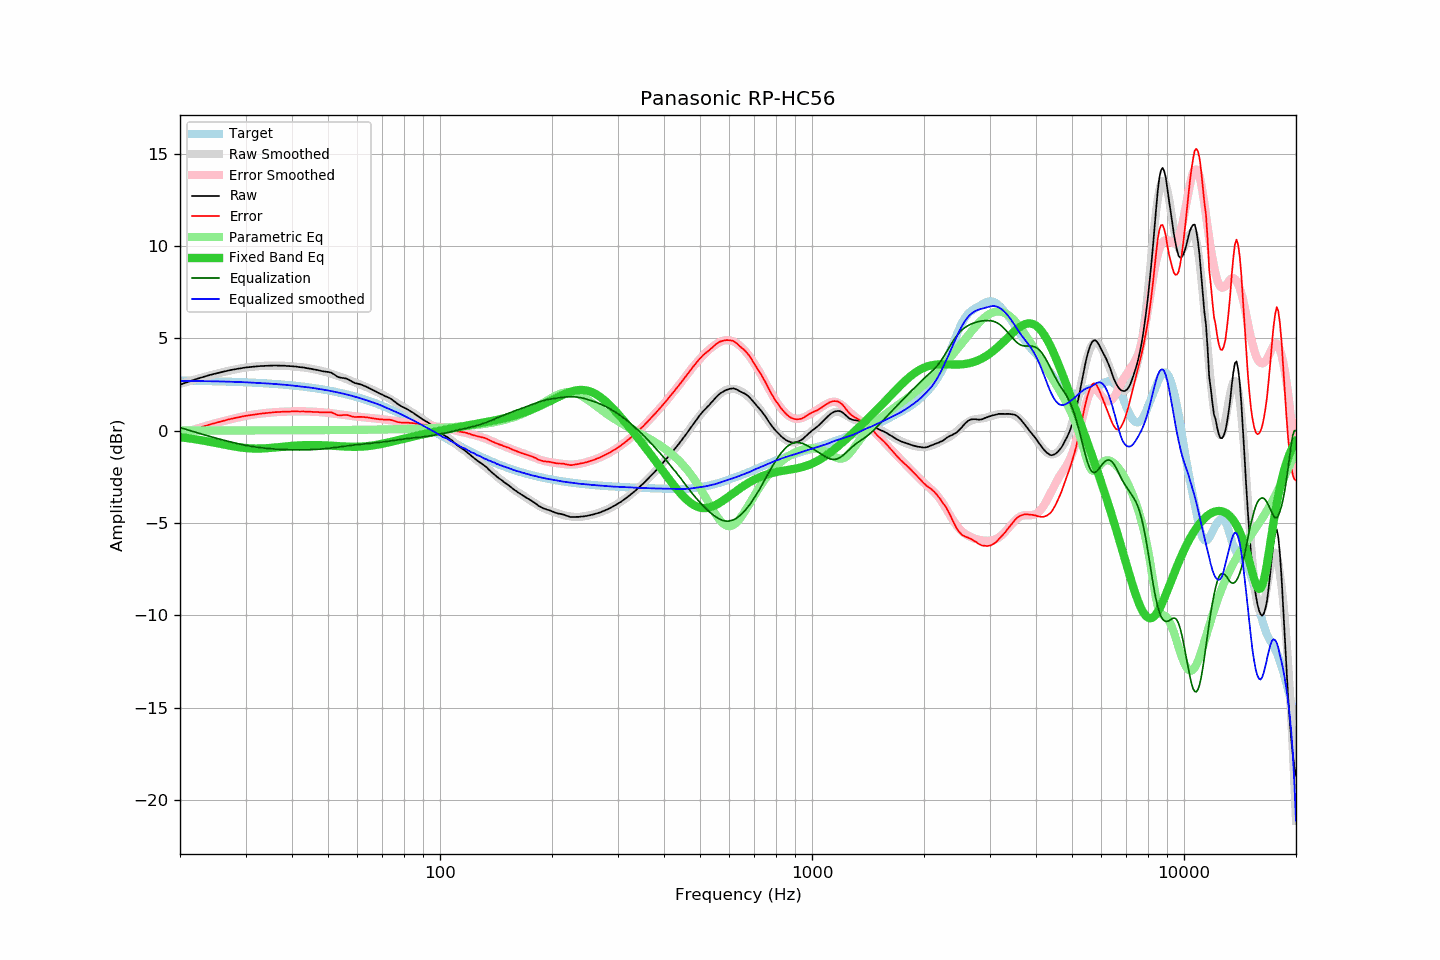 Panasonic RP-HC56
Target
Raw Smoothed
Error Smoothed
Raw
Error
Parametric Eq
Fixed Band Eq
Equalization
Equalized smoothed
15
10
5
0
−5
−10
−15
−20
Amplitude (dBr)
100
1000
10000
Frequency (Hz)